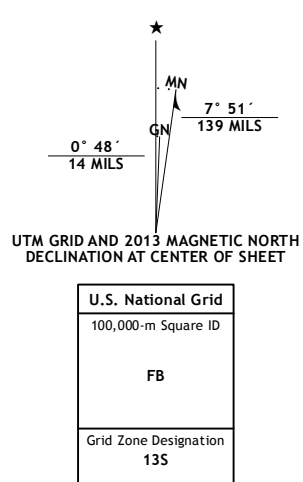 ★
MN
GN
7° 51´
139 MILS
0° 48´
14 MILS
UTM GRID AND 2013 MAGNETIC NORTH
DECLINATION AT CENTER OF SHEET
U.S. National Grid
100,000-m Square ID
FB
Grid Zone Designation
13S